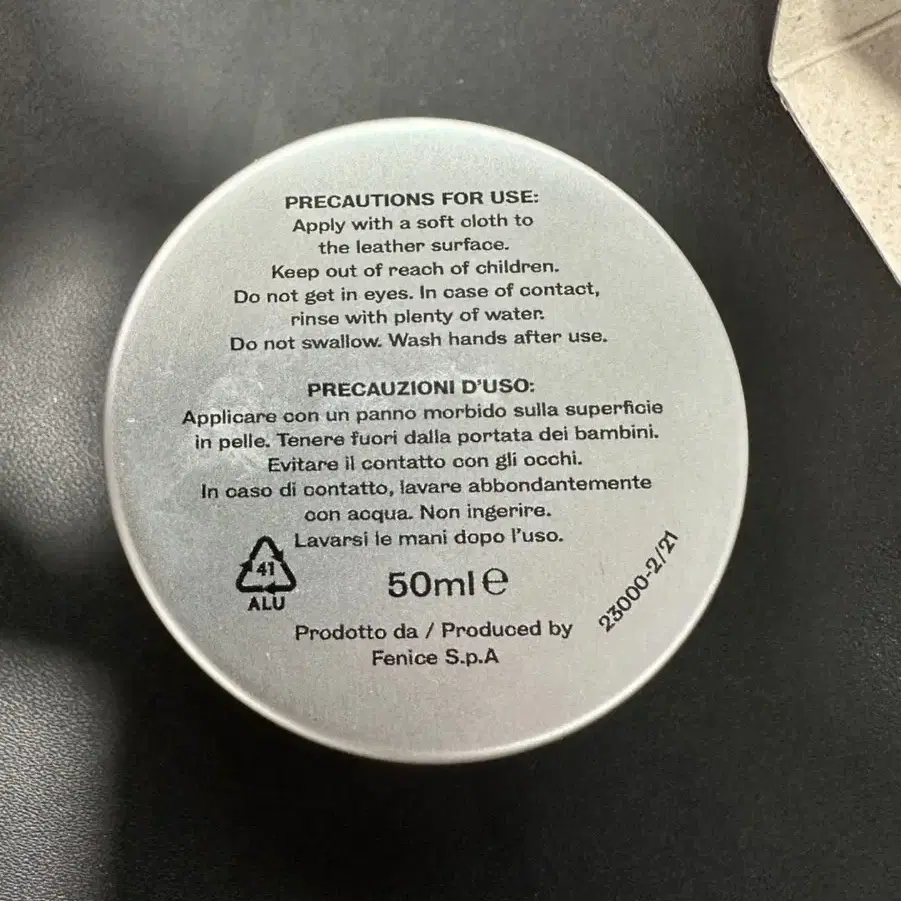 PRECAUTIONS FOR USE:
Apply with a soft cloth to
the leather surface.
Keep out of reach of children.
Do not get in eyes. In case of contact,
rinse with plenty of water.
Do not swallow. Wash hands after use.
PRECAUZIONI D'USO:
Applicare con un panno morbido sulla superficie
in pelle. Tenere fuori dalla portata dei bambini.
Evitare il contatto con gli occhi.
In caso di contatto, lavare abbondantemente
con acqua. Non ingerire.
Lavarsi le mani dopo l'uso.
41
ALU
50ml℮
23000-2/21
Prodotto da / Produced by
Fenice S.p.A